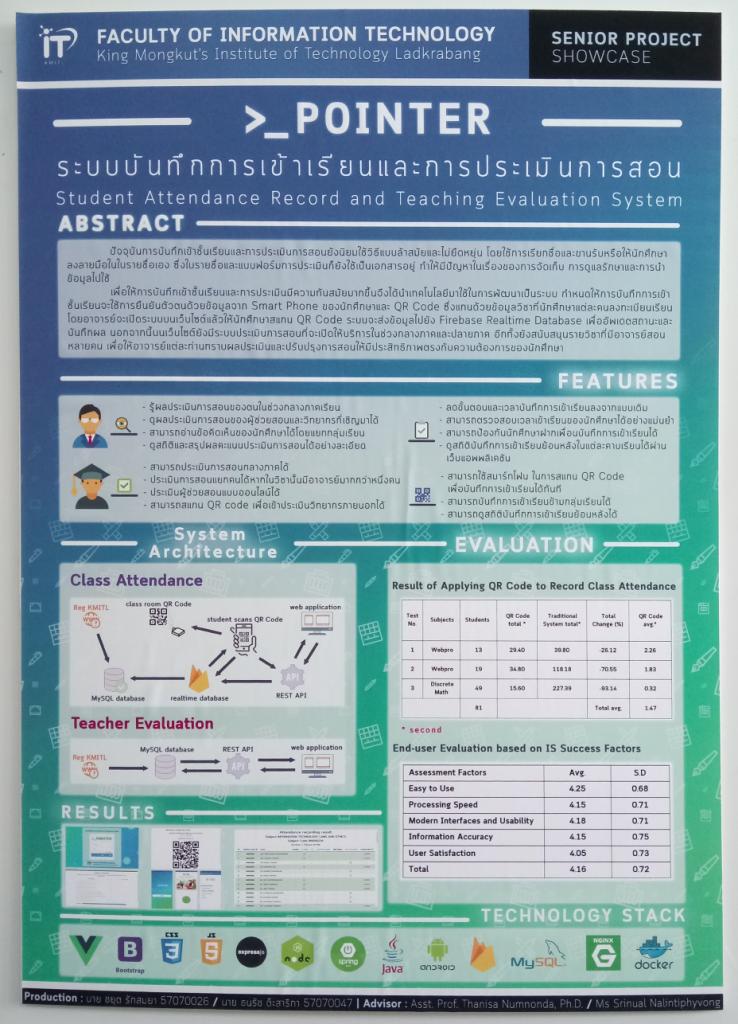 iT
KMITL
FACULTY OF INFORMATION TECHNOLOGY
King Mongkut's Institute of Technology Ladkrabang
SENIOR PROJECT
SHOWCASE
>_POINTER
ระบบบันทึกการเข้าเรียนและการประเมินการสอน
Student Attendance Record and Teaching Evaluation System
ABSTRACT
ปัจจุบันการบันทึกเข้าชั้นเรียนและการประเมินการสอนยังนิยมใช้วิธีแบบล้าสมัยและไม่ยืดหยุ่น โดยใช้การเรียกชื่อและขานรับหรือให้นักศึกษา
ลงลายมือในใบรายชื่อเอง ซึ่งใบรายชื่อและแบบฟอร์มการประเมินก็ยังใช้เป็นเอกสารอยู่ ทำให้มีปัญหาในเรื่องของการจัดเก็บ การดูแลรักษาและการนำ
ข้อมูลไปใช้
เพื่อให้การบันทึกเข้าชั้นเรียนและการประเมินมีความทันสมัยมากขึ้นจึงได้นำเทคโนโลยีมาใช้ในการพัฒนาเป็นระบบ กำหนดให้การบันทึกการเข้า
ชั้นเรียนจะใช้การยืนยันตัวตนด้วยข้อมูลจาก Smart Phone ของนักศึกษาและ QR Code ซึ่งแทนด้วยข้อมูลวิชาที่นักศึกษาแต่ละคนลงทะเบียนเรียน
โดยอาจารย์จะเปิดระบบบนเว็บไซต์แล้วให้นักศึกษาสแกน QR Code ระบบจะส่งข้อมูลไปยัง Firebase Realtime Database เพื่ออัพเดตสถานะและ
บันทึกผล นอกจากนี้บนเว็บไซต์ยังมีระบบประเมินการสอนที่จะเปิดให้บริการในช่วงกลางภาคและปลายภาค อีกทั้งยังสนับสนุนรายวิชาที่มีอาจารย์สอน
หลายคน เพื่อให้อาจารย์แต่ละท่านทราบผลประเมินและปรับปรุงการสอนให้มีประสิทธิภาพตรงกับความต้องการของนักศึกษา
FEATURES
- รู้ผลประเมินการสอนของตนในช่วงกลางภาคเรียน
- ดูผลประเมินการสอนของผู้ช่วยสอนและวิทยากรที่เชิญมาได้
- สามารถอ่านข้อคิดเห็นของนักศึกษาได้โดยแยกกลุ่มเรียน
- ดูสถิติและสรุปผลคะแนนประเมินการสอนได้อย่างละเอียด
- สามารถประเมินการสอนกลางภาคได้
- ประเมินการสอนแยกคนได้หากในวิชานั้นมีอาจารย์มากกว่าหนึ่งคน
- ประเมินผู้ช่วยสอนแบบออนไลน์ได้
- สามารถสแกน QR code เพื่อเข้าประเมินวิทยากรภายนอกได้
- ลดขั้นตอนและเวลาบันทึกการเข้าเรียนลงจากแบบเดิม
- สามารถตรวจสอบเวลาเข้าเรียนของนักศึกษาได้อย่างแม่นยำ
- สามารถป้องกันนักศึกษาฝากเพื่อนบันทึกการเข้าเรียนได้
- ดูสถิติบันทึกการเข้าเรียนย้อนหลังในแต่ละคาบเรียนได้ผ่าน
เว็บแอพพลิเคชัน
- สามารถใช้สมาร์ทโฟน ในการสแกน QR Code
เพื่อบันทึกการเข้าเรียนได้ทันที
- สามารถบันทึกการเข้าเรียนข้ามกลุ่มเรียนได้
- สามารถดูสถิติบันทึกการเข้าเรียนย้อนหลังได้
System
Architecture
Class Attendance
Reg KMITL
class room QR Code
student scans QR Code
web application
MySQL database
realtime database
API
REST API
Teacher Evaluation
Reg KMITL
MySQL database
REST API
API
web application
EVALUATION
Result of Applying QR Code to Record Class Attendance
Test No. Subjects Students QR Code total * Traditional System total* Total Change (%) QR Code avg*
1 Webpro 13 29.40 39.80 -26.12 2.26
2 Webpro 19 34.80 118.18 -70.55 1.83
3 Discrete Math 49 15.60 227.39 -93.14 0.32
81 Total avg. 1.47
* second
End-user Evaluation based on IS Success Factors
Assessment Factors Avg. S.D
Easy to Use 4.25 0.68
Processing Speed 4.15 0.71
Modern Interfaces and Usability 4.18 0.71
Information Accuracy 4.15 0.75
User Satisfaction 4.05 0.73
Total 4.16 0.72
RESULTS
Attendance recording result
TECHNOLOGY STACK
B
Bootstrap
CSS
3
JS
5
expressjs
node
spring
Java
android
MySQL
NGINX
G
docker
Production : นาย ชยุต รักสมยา 57070026 / นาย ธนรัช ตีะสาริกา 57070047 | Advisor : Asst. Prof. Thanisa Numnonda, Ph.D. / Ms Srinual Nalintiphyvong